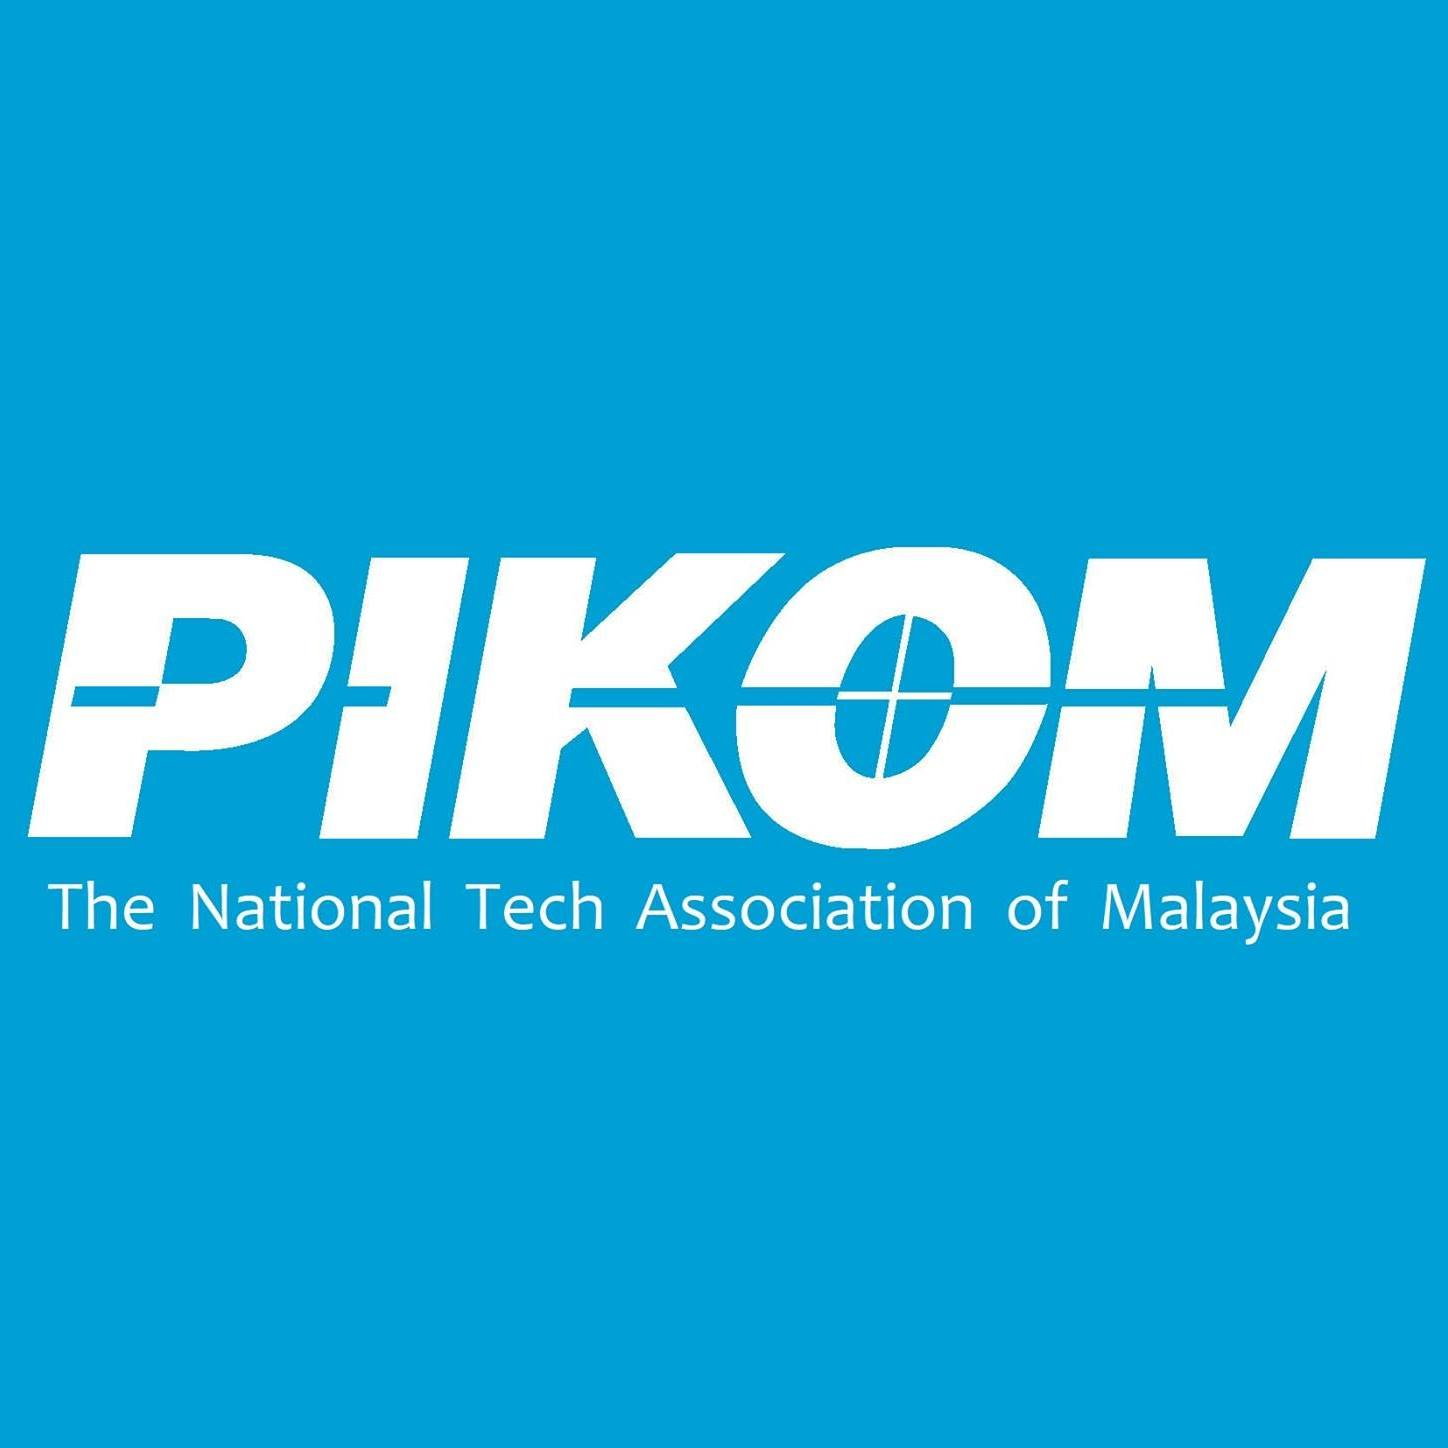 PIKOM
The National Tech Association of Malaysia